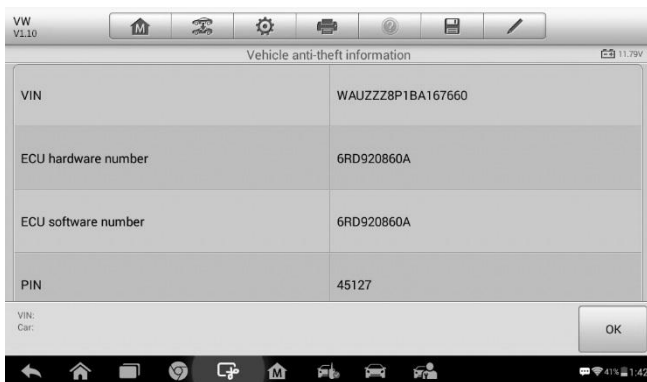 VW
V1.10
Vehicle anti-theft information
11.79V
VIN WAUZZZ8P1BA167660
ECU hardware number 6RD920860A
ECU software number 6RD920860A
PIN 45127
VIN:
Car:
OK
41% 1:42